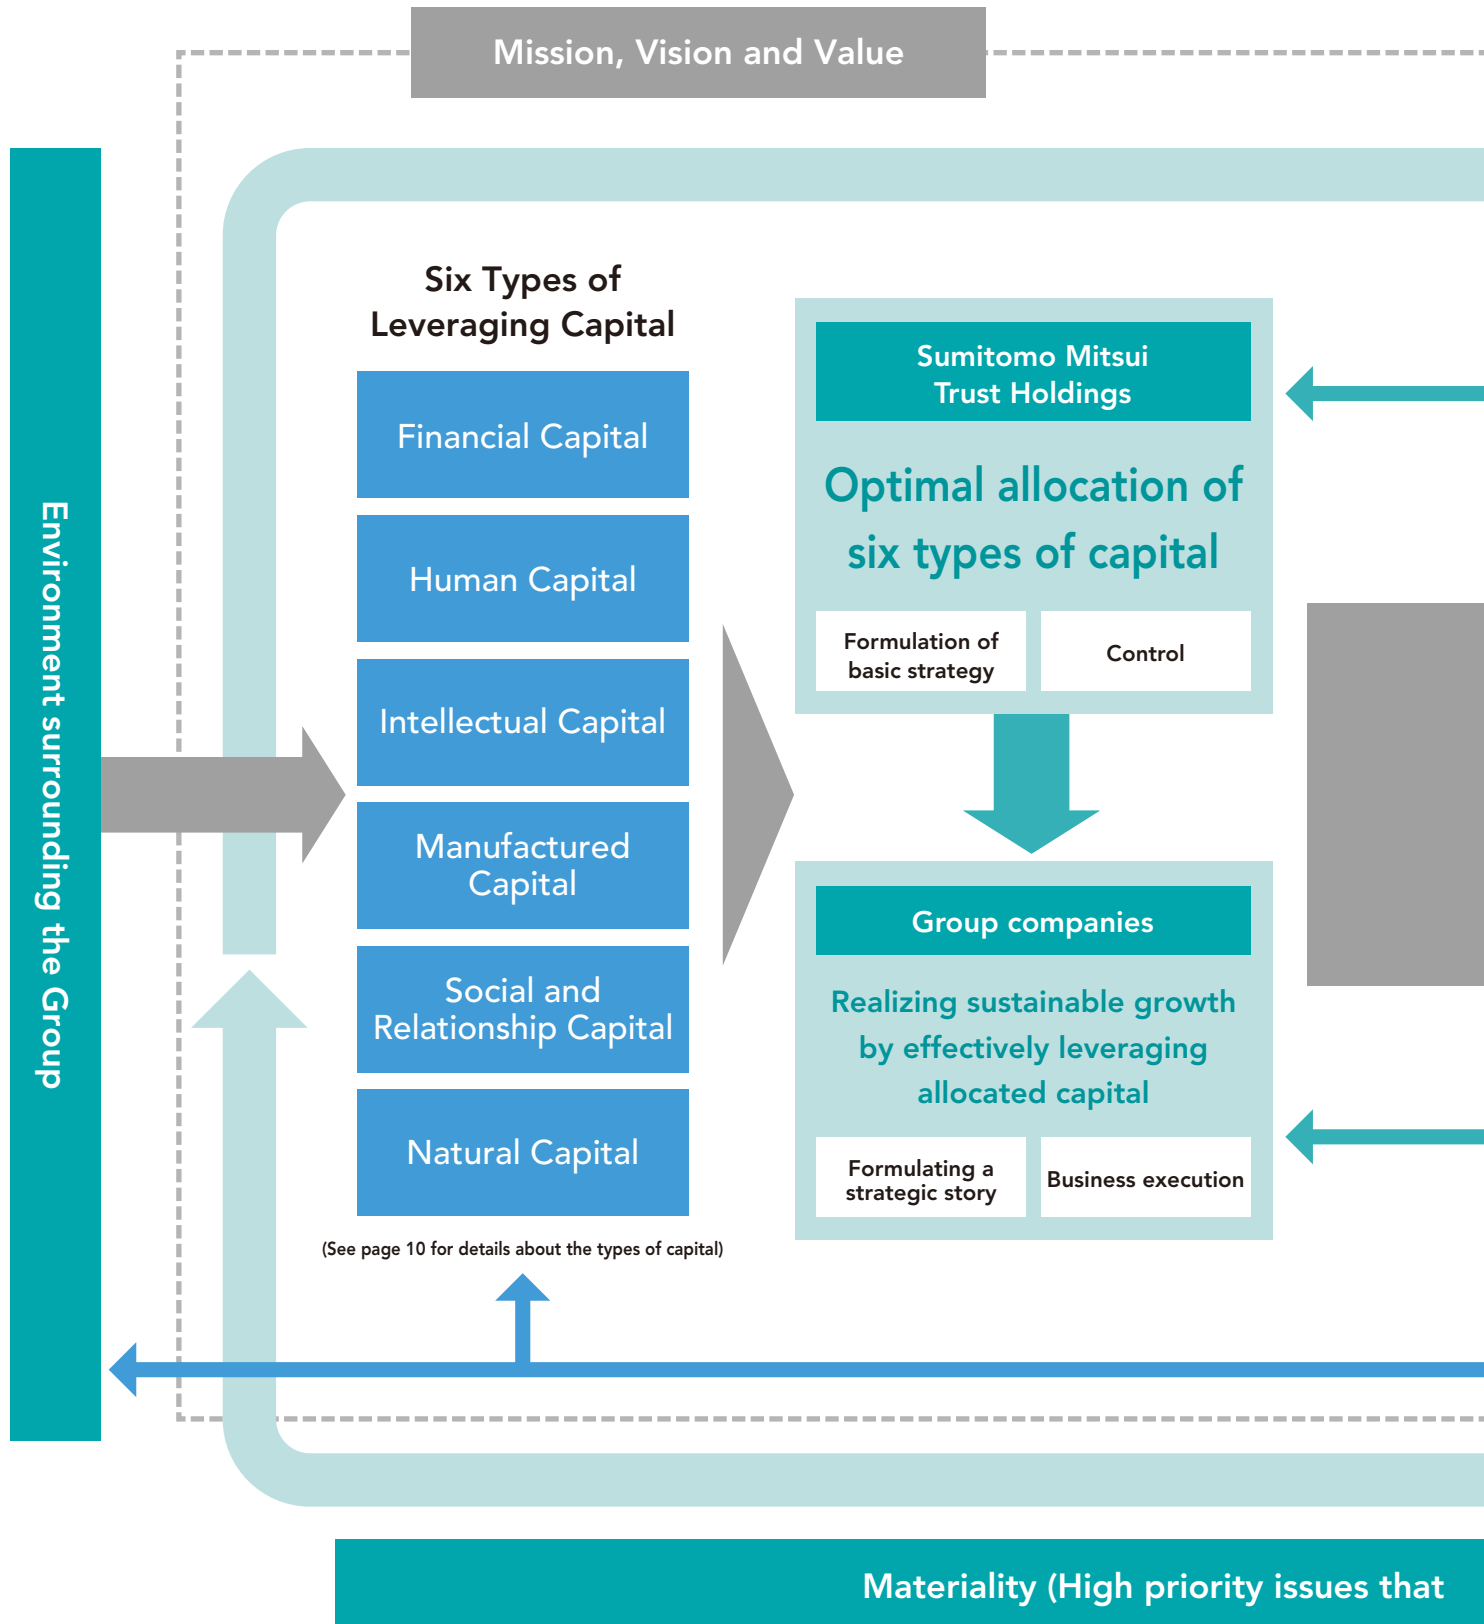 Mission, Vision and Value
Environment surrounding the Group
Six Types of
Leveraging Capital
Financial Capital
Human Capital
Intellectual Capital
Manufactured
Capital
Social and
Relationship Capital
Natural Capital
(See page 10 for details about the types of capital)
Sumitomo Mitsui
Trust Holdings
Optimal allocation of
six types of capital
Formulation of
basic strategy
Control
Group companies
Realizing sustainable growth
by effectively leveraging
allocated capital
Formulating a
strategic story
Business execution
Materiality (High priority issues that